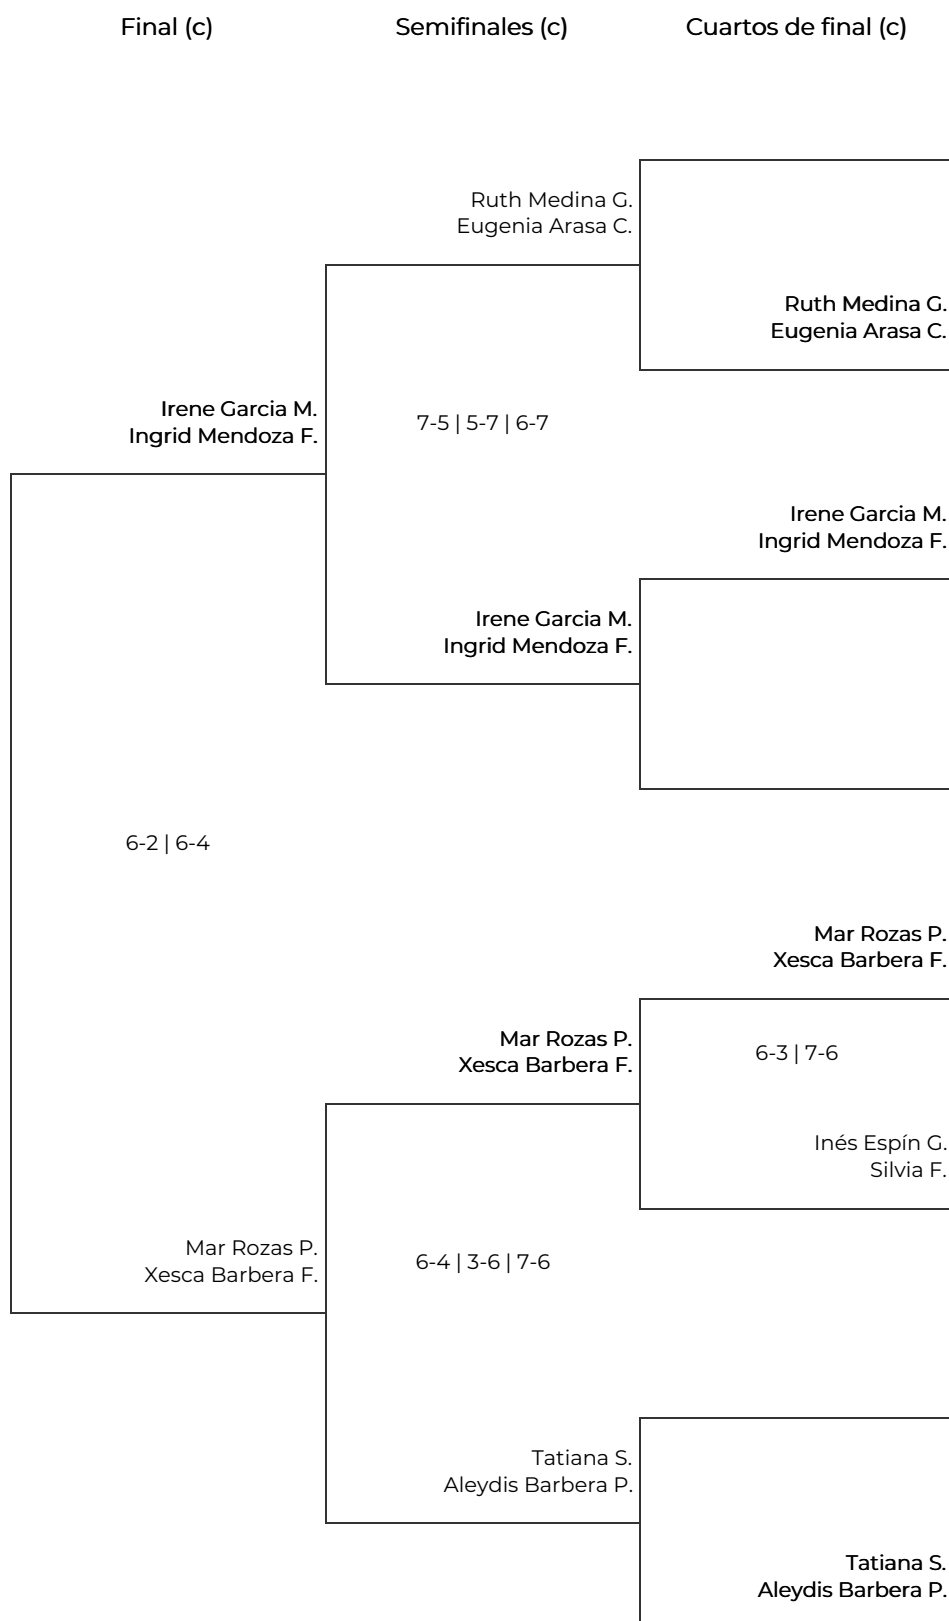 Final (c)
Semifinales (c)
Cuartos de final (c)
Ruth Medina G.
Eugenia Arasa C.
Ruth Medina G.
Eugenia Arasa C.
Irene Garcia M.
Ingrid Mendoza F.
7-5 | 5-7 | 6-7
Irene Garcia M.
Ingrid Mendoza F.
Irene Garcia M.
Ingrid Mendoza F.
6-2 | 6-4
Mar Rozas P.
Xesca Barbera F.
Mar Rozas P.
Xesca Barbera F.
6-3 | 7-6
Inés Espín G.
Silvia F.
Mar Rozas P.
Xesca Barbera F.
6-4 | 3-6 | 7-6
Tatiana S.
Aleydis Barbera P.
Tatiana S.
Aleydis Barbera P.